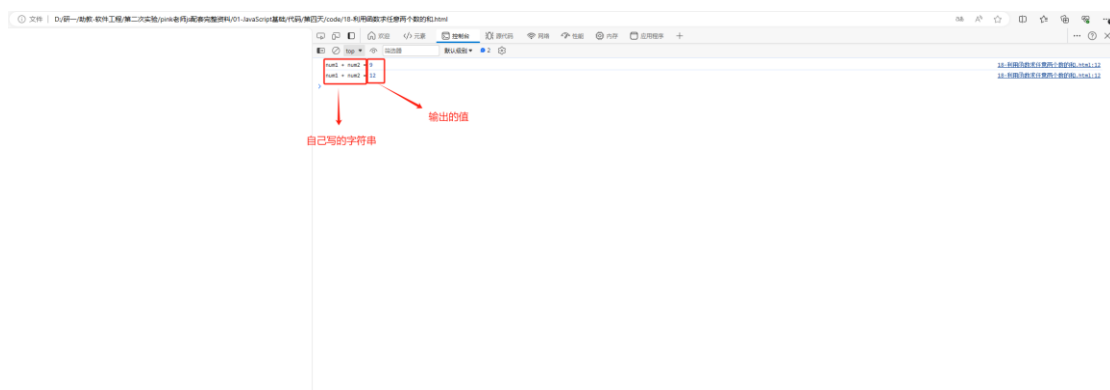 文件 | D:/研一/助教-软件工程/第二次实验/pink老师js配套完整资料/01-JavaScript基础/代码/第四天/code/18-利用函数求任意两个数的和.html
欢迎 </> 元素 控制台 源代码 网络 性能 内存 应用程序 +
top 筛选器 默认级别 2
num1 + num2 = 9 18-利用函数求任意两个数的和.html:12
num1 + num2 = 12 18-利用函数求任意两个数的和.html:12
>
输出的值
自己写的字符串